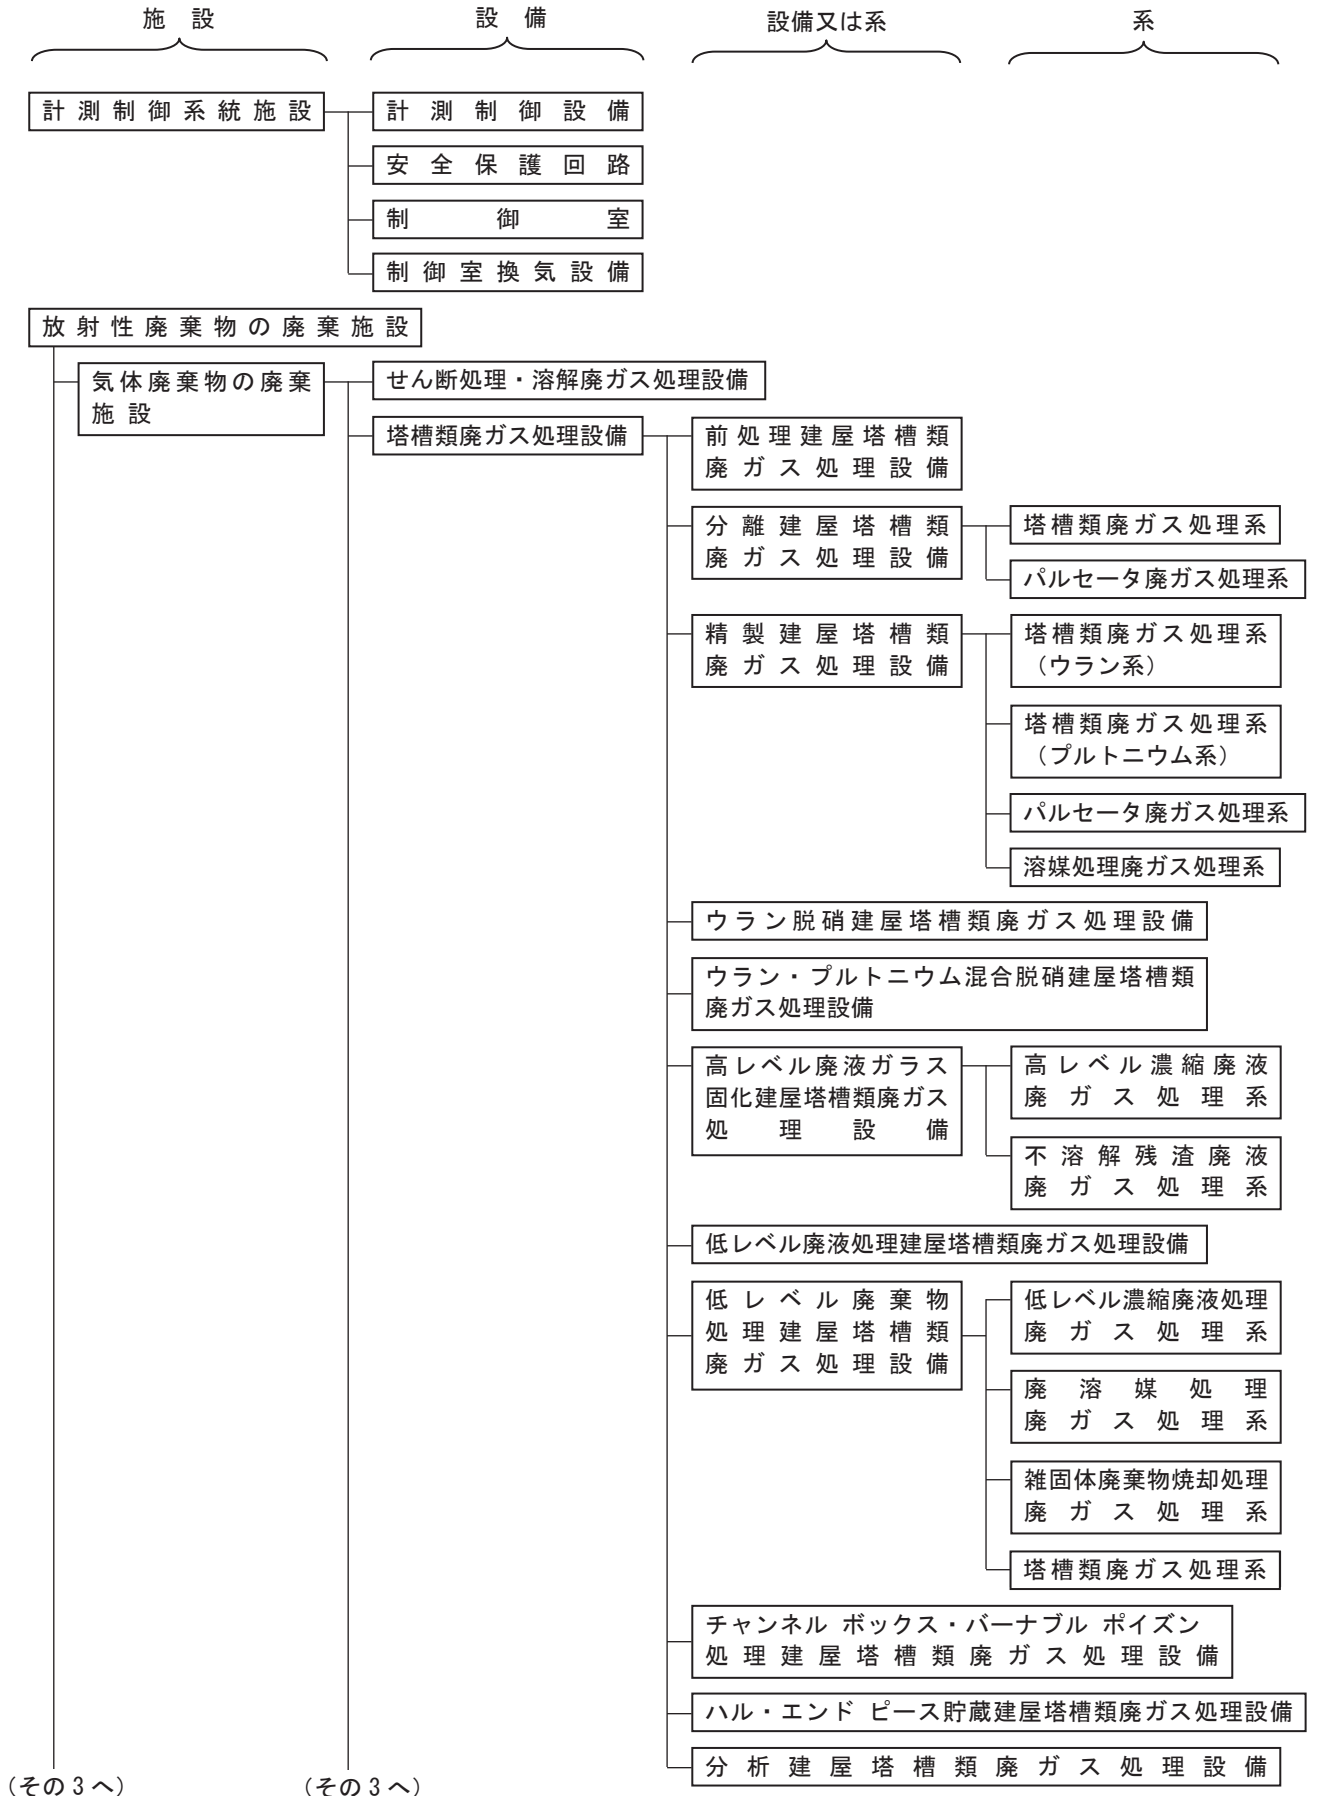 施設
設備
設備又は系
系
計測制御系統施設
計測制御設備
安全保護回路
制御室
制御室換気設備
放射性廃棄物の廃棄施設
気体廃棄物の廃棄
施設
せん断処理・溶解廃ガス処理設備
塔槽類廃ガス処理設備
前処理建屋塔槽類
廃ガス処理設備
分離建屋塔槽類
廃ガス処理設備
塔槽類廃ガス処理系
パルセータ廃ガス処理系
精製建屋塔槽類
廃ガス処理設備
塔槽類廃ガス処理系
（ウラン系）
塔槽類廃ガス処理系
（プルトニウム系）
パルセータ廃ガス処理系
溶媒処理廃ガス処理系
ウラン脱硝建屋塔槽類廃ガス処理設備
ウラン・プルトニウム混合脱硝建屋塔槽類
廃ガス処理設備
高レベル廃液ガラス
固化建屋塔槽類廃ガス
処理設備
高レベル濃縮廃液
廃ガス処理系
不溶解残渣廃液
廃ガス処理系
低レベル廃液処理建屋塔槽類廃ガス処理設備
低レベル廃棄物
処理建屋塔槽類
廃ガス処理設備
低レベル濃縮廃液処理
廃ガス処理系
廃溶媒処理
廃ガス処理系
雑固体廃棄物焼却処理
廃ガス処理系
塔槽類廃ガス処理系
チャンネル ボックス・バーナブル ポイズン
処理建屋塔槽類廃ガス処理設備
ハル・エンド ピース貯蔵建屋塔槽類廃ガス処理設備
分析建屋塔槽類廃ガス処理設備
（その３へ）
（その３へ）